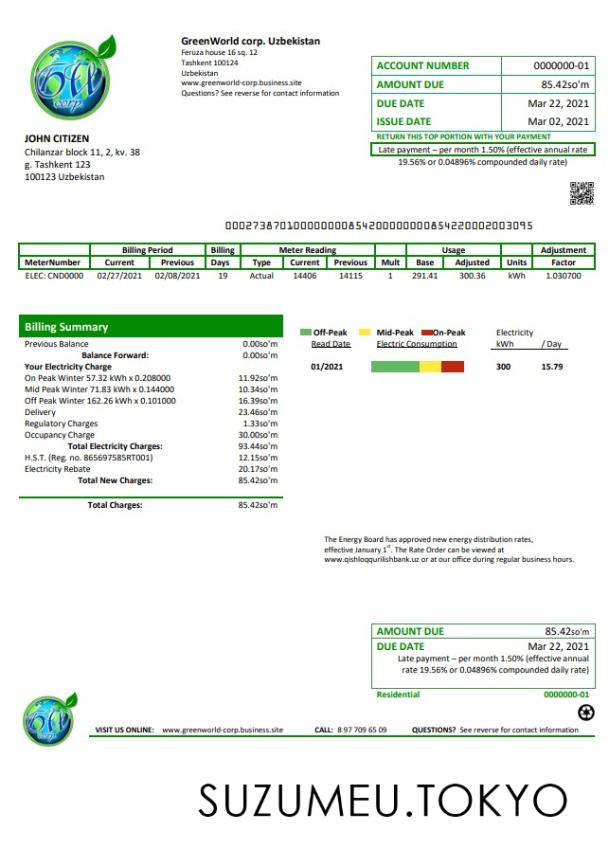 GreenWorld corp. Uzbekistan
Feruza house 16 sq. 12
Tashkent 100124
Uzbekistan
www.greenworld-corp.business.site
Questions? See reverse for contact information
GW
corp.
ACCOUNT NUMBER 0000000-01
AMOUNT DUE 85.42so'm
DUE DATE Mar 22, 2021
ISSUE DATE Mar 02, 2021
RETURN THIS TOP PORTION WITH YOUR PAYMENT
Late payment – per month 1.50% (effective annual rate
19.56% or 0.04896% compounded daily rate)
JOHN CITIZEN
Chilanzar block 11, 2, kv. 38
g. Tashkent 123
100123 Uzbekistan
000273870100000000854200000000854220002003095
Billing Period Billing Meter Reading Usage Adjustment
MeterNumber Current Previous Days Type Current Previous Mult Base Adjusted Units Factor
ELEC: CND0000 02/27/2021 02/08/2021 19 Actual 14406 14115 1 291.41 300.36 kWh 1.030700
Billing Summary
Previous Balance 0.00so'm
Balance Forward: 0.00so'm
Your Electricity Charge
On Peak Winter 57.32 kWh x 0.208000 11.92so'm
Mid Peak Winter 71.83 kWh x 0.144000 10.34so'm
Off Peak Winter 162.26 kWh x 0.101000 16.39so'm
Delivery 23.46so'm
Regulatory Charges 1.33so'm
Occupancy Charge 30.00so'm
Total Electricity Charges: 93.44so'm
H.S.T. (Reg. no. 865697585RT001) 12.15so'm
Electricity Rebate 20.17so'm
Total New Charges: 85.42so'm
Total Charges: 85.42so'm
Off-Peak Mid-Peak On-Peak Electricity
Read Date Electric Consumption kWh / Day
01/2021 300 15.79
The Energy Board has approved new energy distribution rates,
effective January 1st. The Rate Order can be viewed at
www.qishloqqurilishbank.uz or at our office during regular business hours.
AMOUNT DUE 85.42so'm
DUE DATE Mar 22, 2021
Late payment – per month 1.50% (effective annual
rate 19.56% or 0.04896% compounded daily rate)
Residential 0000000-01
GW
corp.
VISIT US ONLINE: www.greenworld-corp.business.site CALL: 8 97 709 65 09 QUESTIONS? See reverse for contact information
SUZUMEU.TOKYO